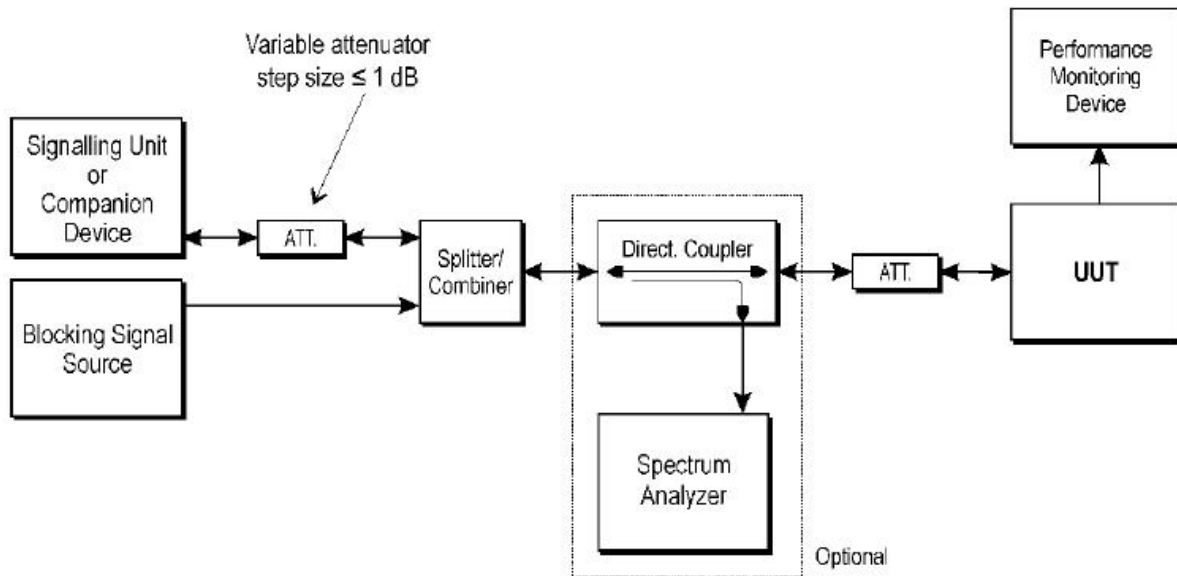 Variable attenuator
step size ≤ 1 dB
Performance
Monitoring
Device
Signalling Unit
or
Companion
Device
ATT.
Splitter/
Combiner
Direct. Coupler
ATT.
UUT
Blocking Signal
Source
Spectrum
Analyzer
Optional